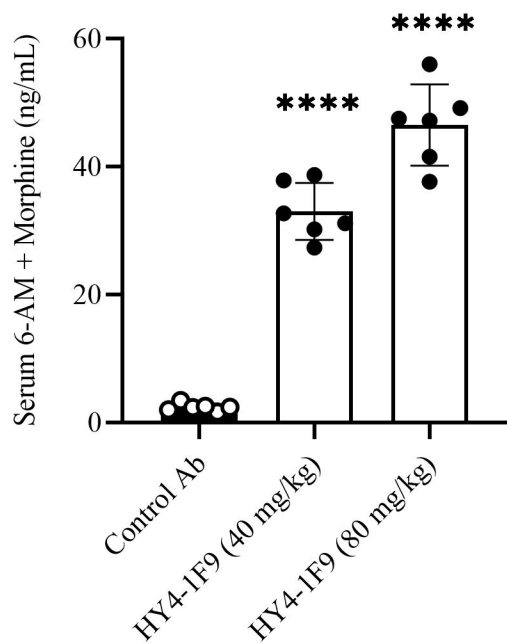 Serum 6-AM + Morphine (ng/mL)
60
40
20
0
****
****
Control Ab
HY4-1F9 (40 mg/kg)
HY4-1F9 (80 mg/kg)